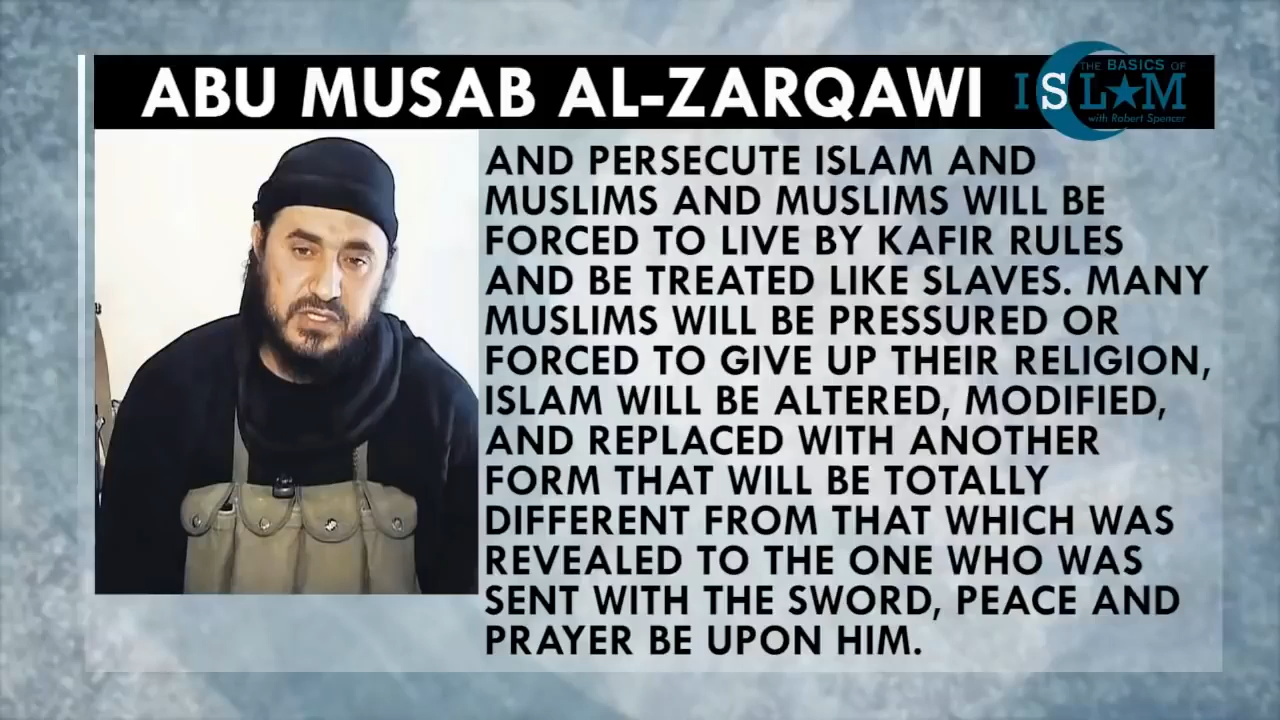 ABU MUSAB AL-ZARQAWI
THE BASICS OF
ISLAM
with Robert Spencer
AND PERSECUTE ISLAM AND
MUSLIMS AND MUSLIMS WILL BE
FORCED TO LIVE BY KAFIR RULES
AND BE TREATED LIKE SLAVES. MANY
MUSLIMS WILL BE PRESSURED OR
FORCED TO GIVE UP THEIR RELIGION,
ISLAM WILL BE ALTERED, MODIFIED,
AND REPLACED WITH ANOTHER
FORM THAT WILL BE TOTALLY
DIFFERENT FROM THAT WHICH WAS
REVEALED TO THE ONE WHO WAS
SENT WITH THE SWORD, PEACE AND
PRAYER BE UPON HIM.